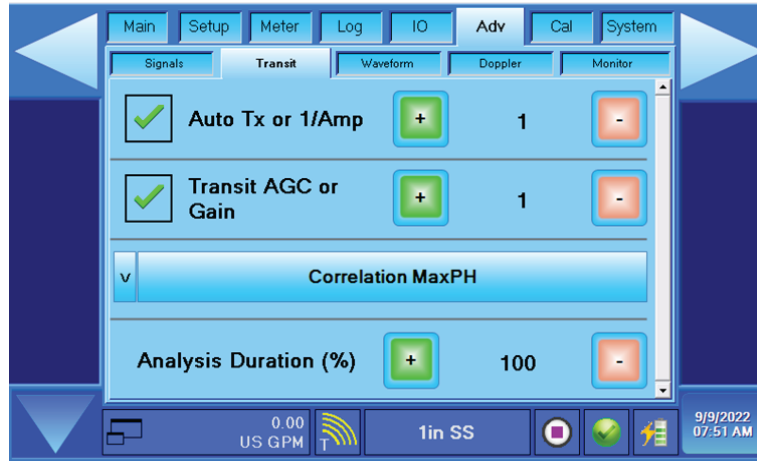 Main Setup Meter Log IO Adv Cal System
Signals Transit Waveform Doppler Monitor
Auto Tx or 1/Amp + 1 -
Transit AGC or
Gain + 1 -
v Correlation MaxPH
Analysis Duration (%) + 100 -
0.00
US GPM T 1in SS
9/9/2022
07:51 AM